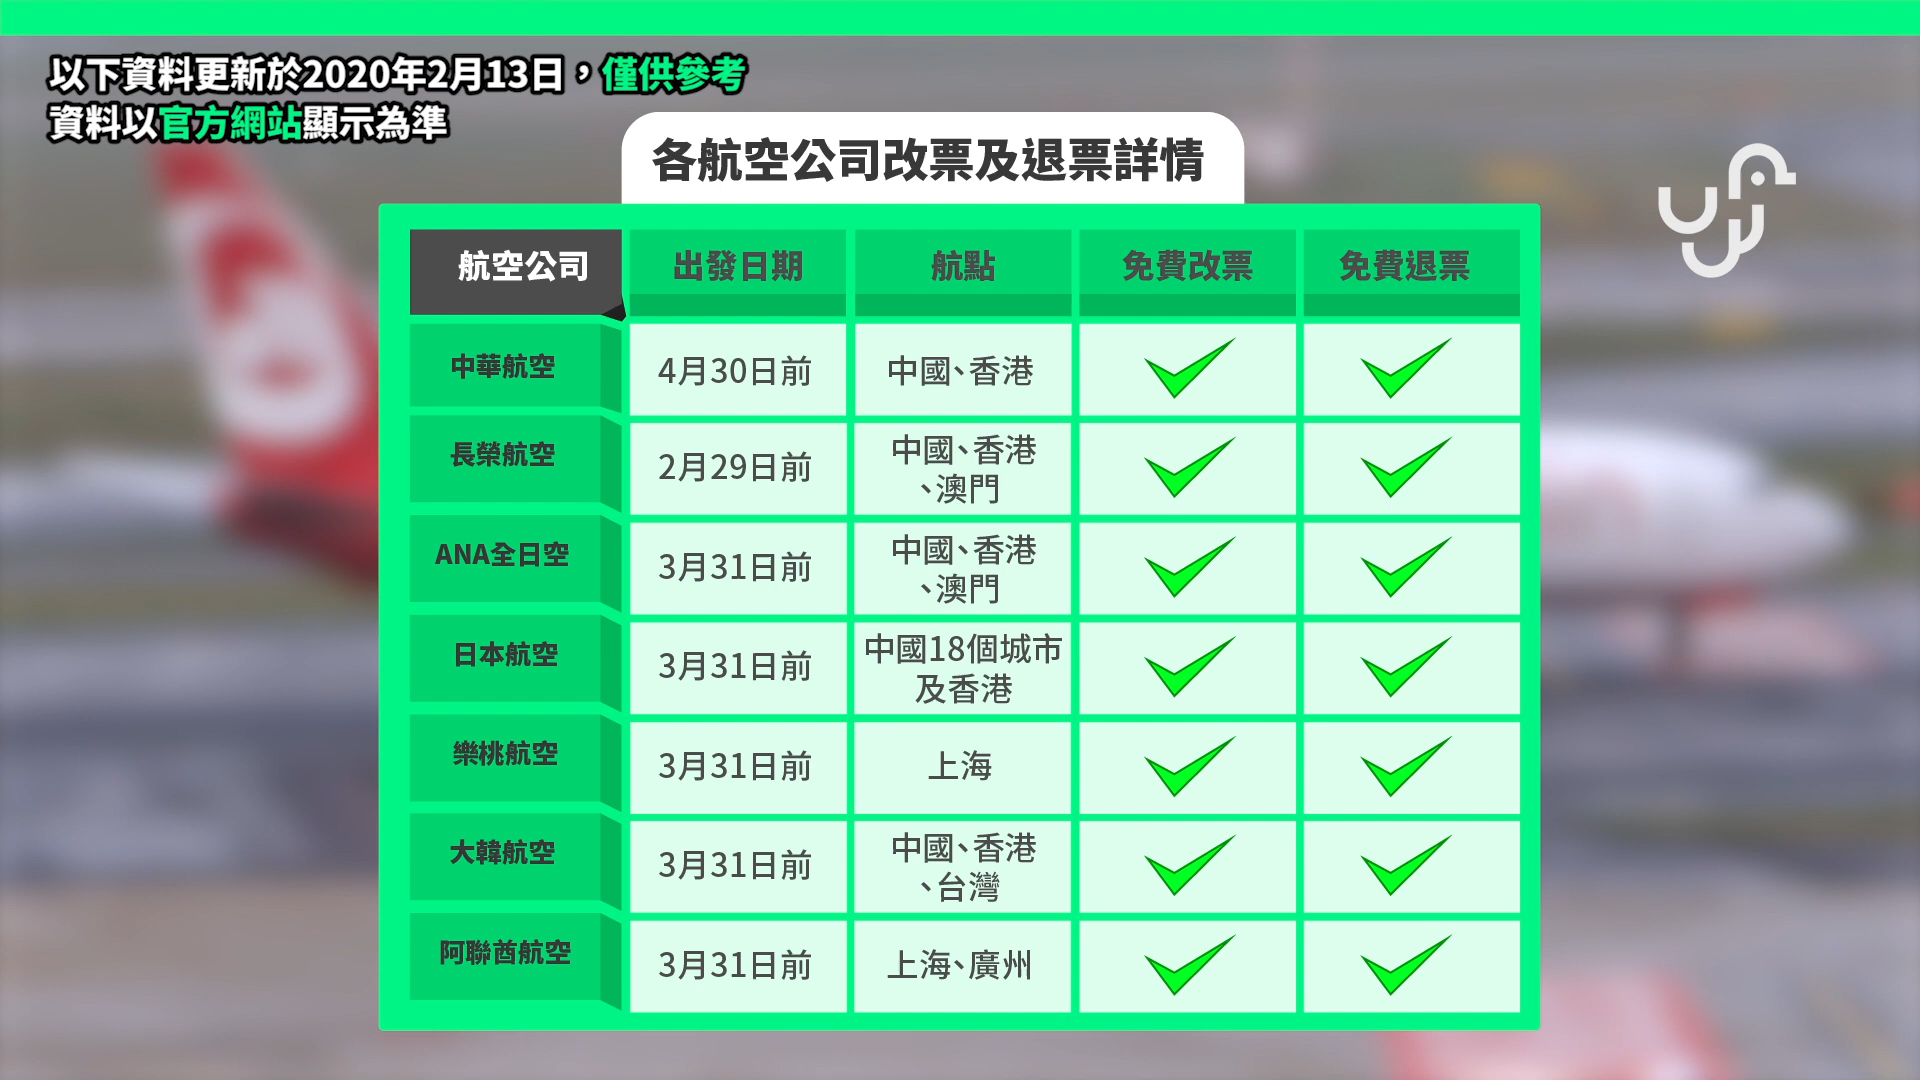 以下資料更新於2020年2月13日，僅供參考
資料以官方網站顯示為準
各航空公司改票及退票詳情
航空公司 出發日期 航點 免費改票 免費退票
中華航空 4月30日前 中國、香港
長榮航空 2月29日前 中國、香港
、澳門
ANA全日空 3月31日前 中國、香港
、澳門
日本航空 3月31日前 中國18個城市
及香港
樂桃航空 3月31日前 上海
大韓航空 3月31日前 中國、香港
、台灣
阿聯酋航空 3月31日前 上海、廣州